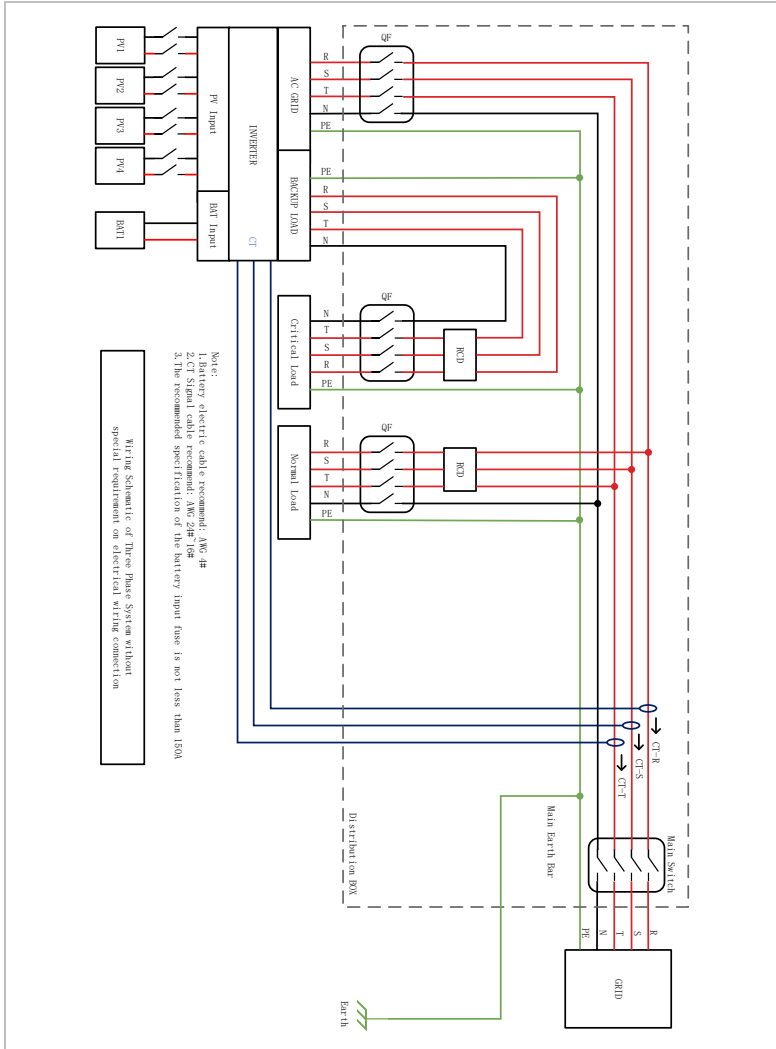 PV1
PV2
PV3
PV4
BAT1
PV Input
BAT Input
INVERTER
CT
AC GRID
BACKUP LOAD
R
S
T
N
PE
PE
R
S
T
N
QF
N
T
S
R
PE
Critical Load
QF
RCD
R
S
T
N
PE
Normal Load
QF
RCD
Note:
1.Battery electric cable recommend: AWG 4#
2.CT Signal cable recommend: AWG 24#~16#
3.The recommended specification of the battery input fuse is not less than 150A
Wiring Schematic of Three Phase System without
special requirement on electrical wiring connection
CT-R
CT-S
CT-T
Main Switch
Main Earth Bar
Distribution BOX
R
S
T
N
PE
GRID
Earth